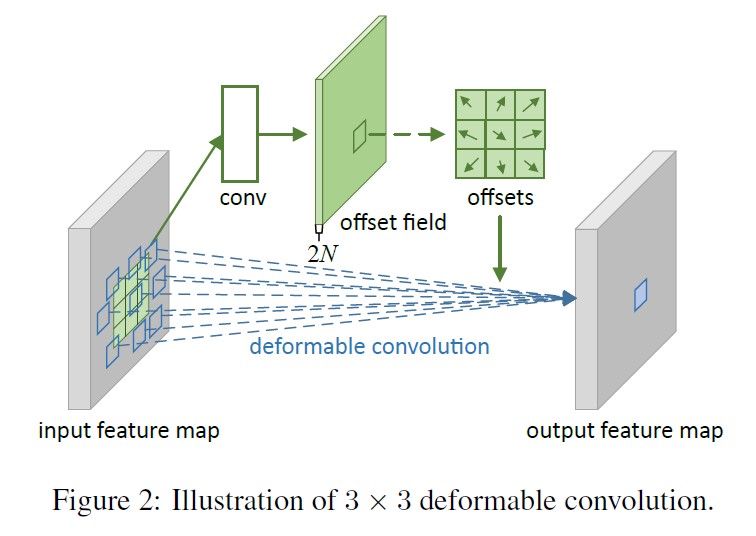 conv
offset field
2N
offsets
deformable convolution
input feature map
output feature map
Figure 2: Illustration of 3 × 3 deformable convolution.